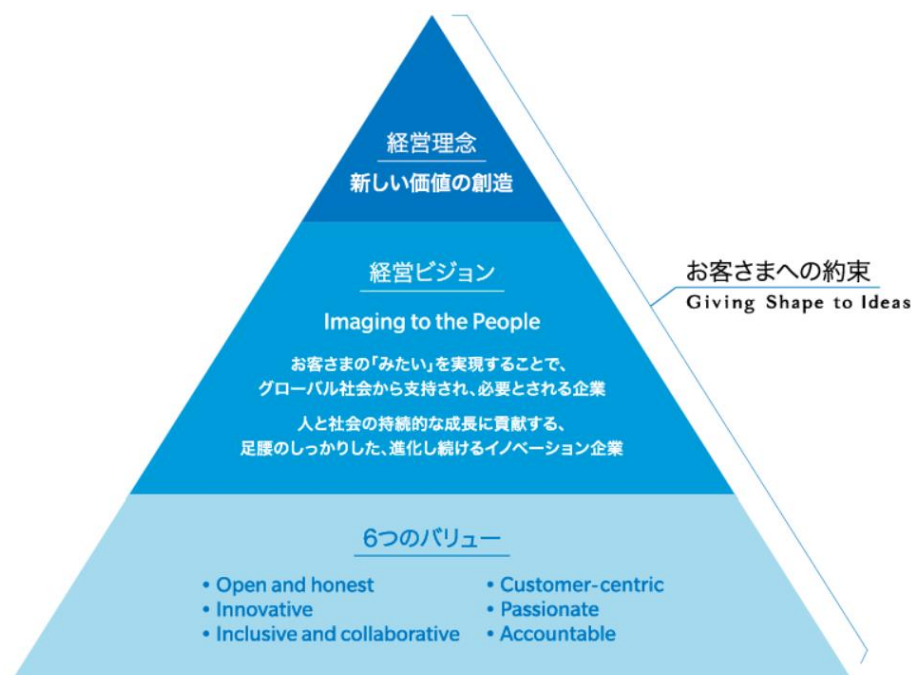 経営理念
新しい価値の創造
経営ビジョン
Imaging to the People
お客さまの「みたい」を実現することで、
グローバル社会から支持され、必要とされる企業
人と社会の持続的な成長に貢献する、
足腰のしっかりした、進化し続けるイノベーション企業
6つのバリュー
• Open and honest
• Innovative
• Inclusive and collaborative
• Customer-centric
• Passionate
• Accountable
お客さまへの約束
Giving Shape to Ideas